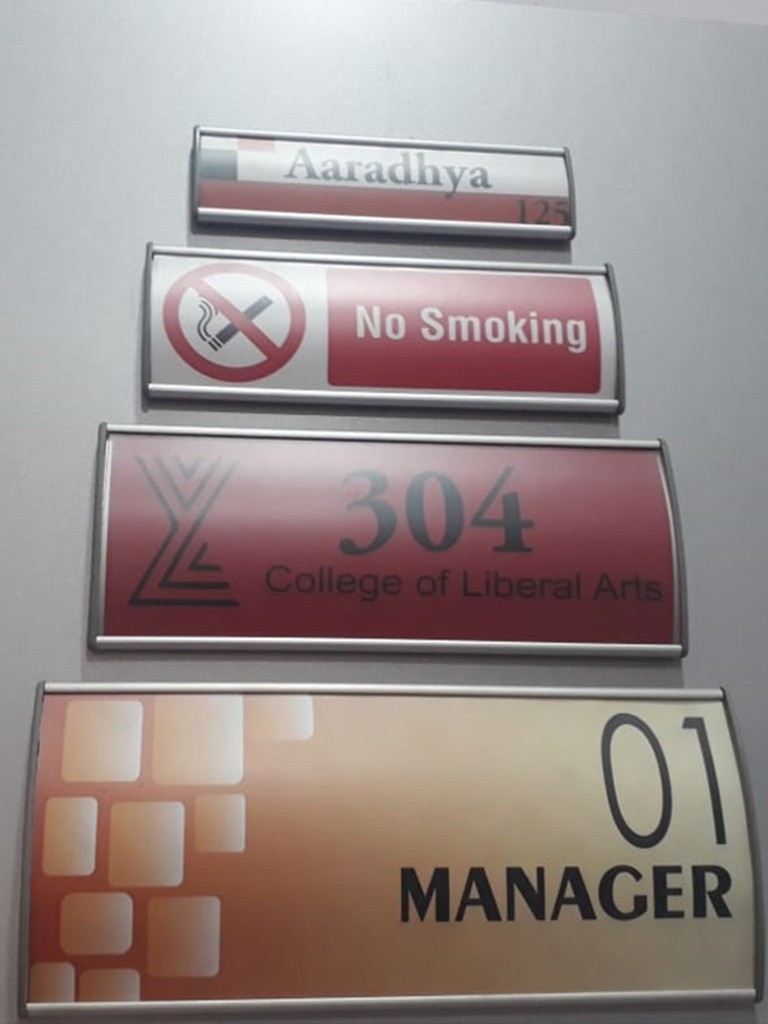 Aaradhya
125
No Smoking
304
College of Liberal Arts
01
MANAGER